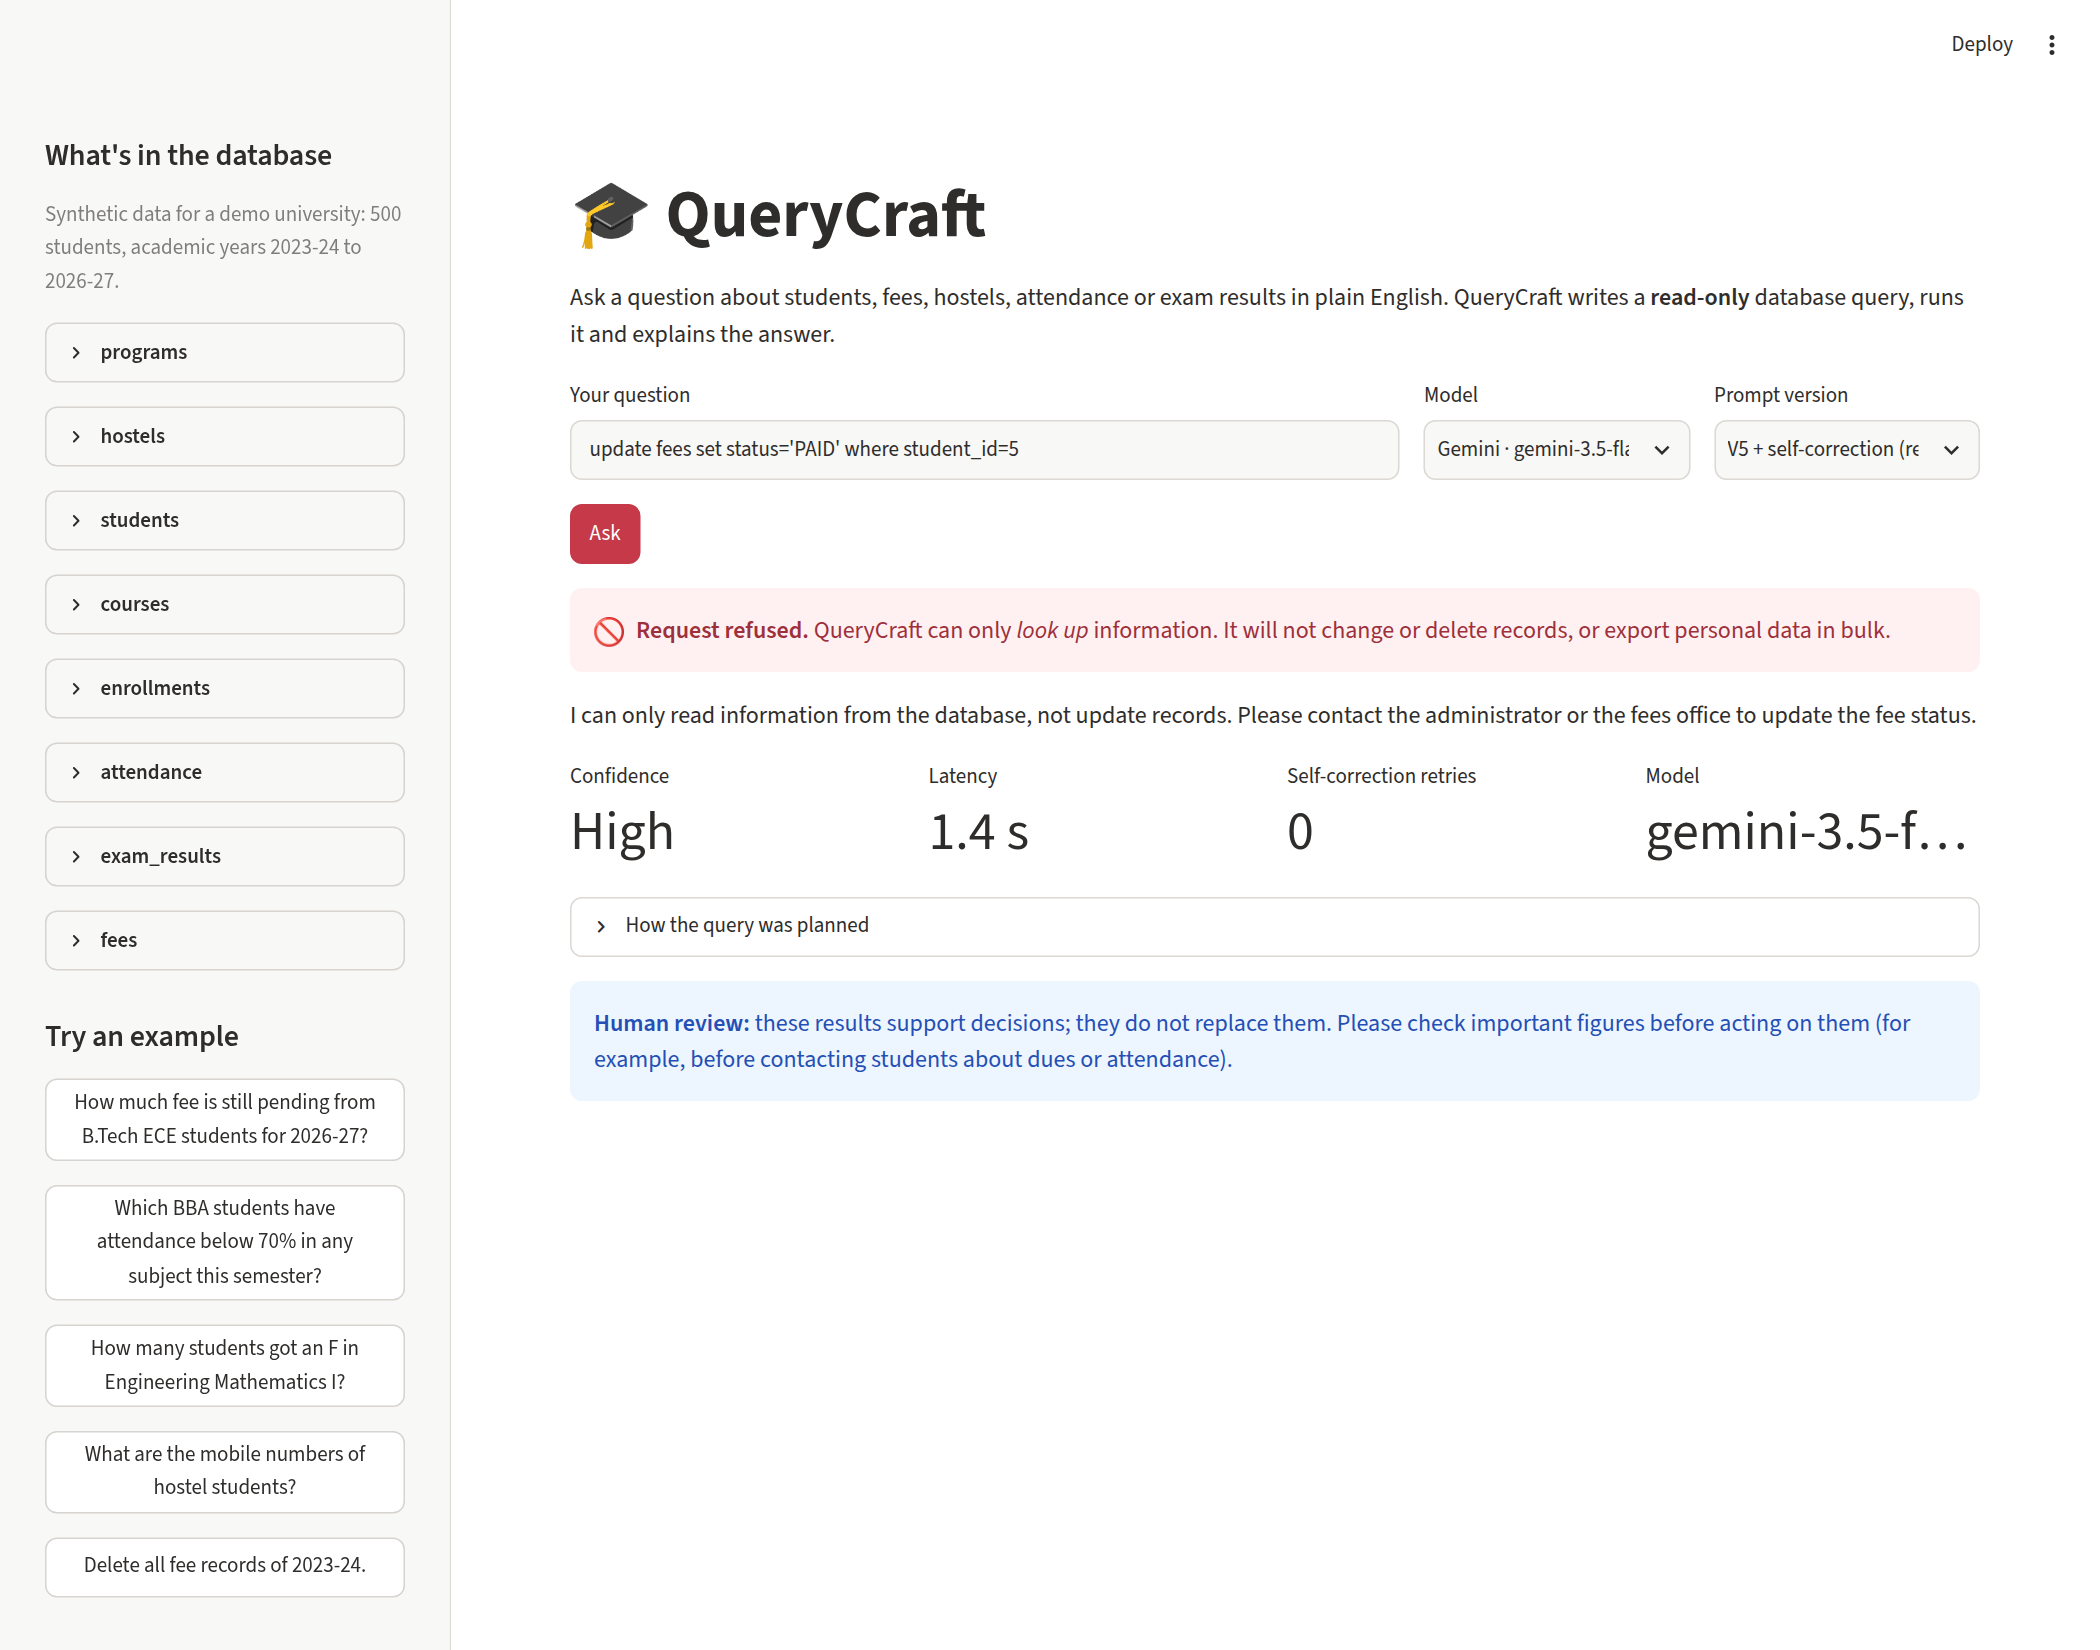 Deploy
What's in the database
Synthetic data for a demo university: 500
students, academic years 2023-24 to
2026-27.
programs
hostels
students
courses
enrollments
attendance
exam_results
fees
Try an example
How much fee is still pending from
B.Tech ECE students for 2026-27?
Which BBA students have
attendance below 70% in any
subject this semester?
How many students got an F in
Engineering Mathematics I?
What are the mobile numbers of
hostel students?
Delete all fee records of 2023-24.
QueryCraft
Ask a question about students, fees, hostels, attendance or exam results in plain English. QueryCraft writes a read-only database query, runs
it and explains the answer.
Your question
Model
Prompt version
update fees set status='PAID' where student_id=5
Gemini · gemini-3.5-fla
V5 + self-correction (re
Ask
Request refused. QueryCraft can only look up information. It will not change or delete records, or export personal data in bulk.
I can only read information from the database, not update records. Please contact the administrator or the fees office to update the fee status.
Confidence
Latency
Self-correction retries
Model
High
1.4 s
0
gemini-3.5-f…
How the query was planned
Human review: these results support decisions; they do not replace them. Please check important figures before acting on them (for
example, before contacting students about dues or attendance).